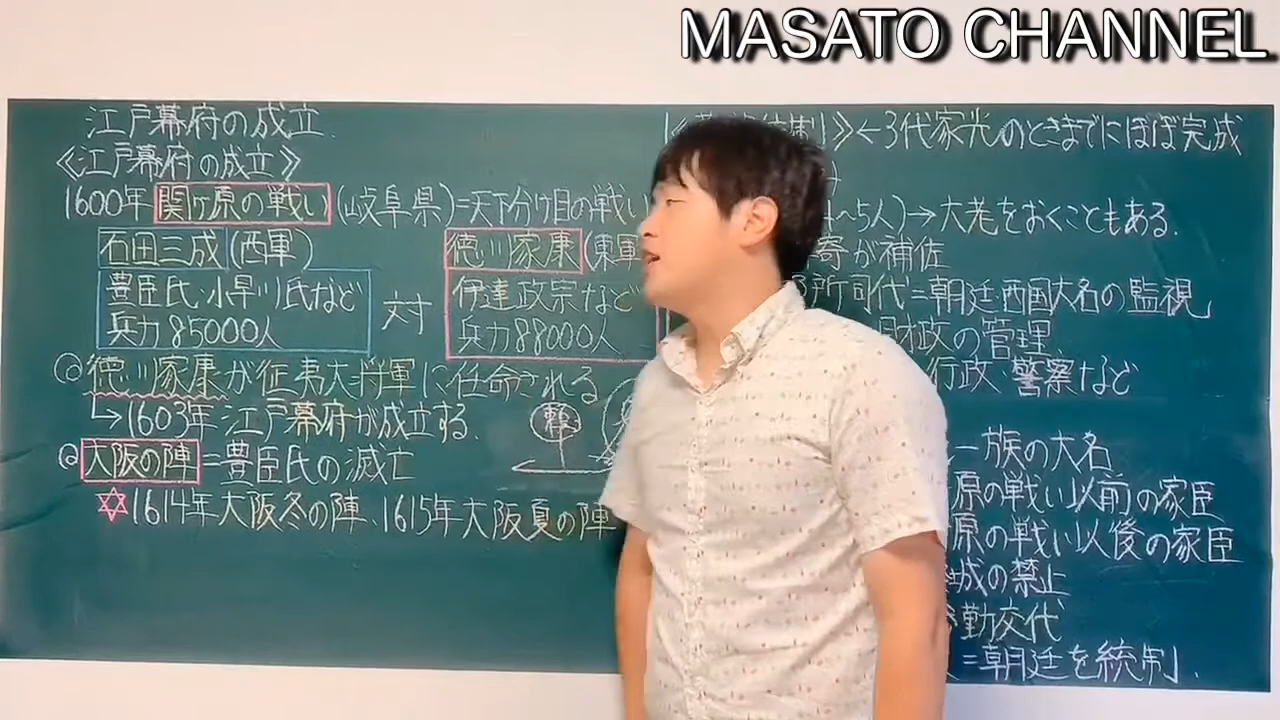 MASATO CHANNEL
江戸幕府の成立
《江戸幕府の成立》
1600年 関ヶ原の戦い(岐阜県)=天下分け目の戦い
石田三成(西軍)
豊臣氏・小早川氏など
兵力85000人
対
徳川家康(東軍
伊達政宗など
兵力88000人
徳川家康が征夷大将軍に任命される
↳1603年 江戸幕府が成立する.
大阪の陣=豊臣氏の滅亡
✡1614年大阪冬の陣、1615年大阪夏の陣
》←3代家光のときまでにほぼ完成
~5人)→大老をおくこともある.
寄が補佐
所司代=朝廷・西国大名の監視
財政の管理
行政・警察など
一族の大名
原の戦い以前の家臣
原の戦い以後の家臣
城の禁止
勤交代
=朝廷を統制.